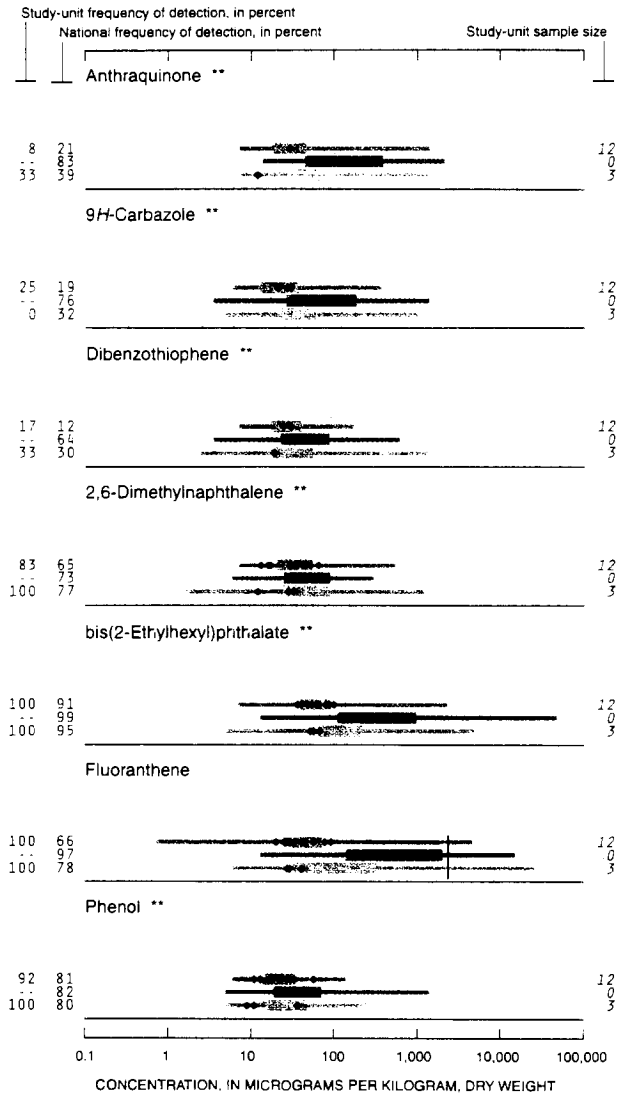 Study-unit frequency of detection, in percent
National frequency of detection, in percent Study-unit sample size
Anthraquinone **
8 21 12
-- 83 0
33 39 3
9H-Carbazole **
25 19 12
-- 76 0
0 32 3
Dibenzothiophene **
17 12 12
-- 64 0
33 30 3
2,6-Dimethylnaphthalene **
83 65 12
-- 73 0
100 77 3
bis(2-Ethylhexyl)phthalate **
100 91 12
-- 99 0
100 95 3
Fluoranthene
100 66 12
-- 97 0
100 78 3
Phenol **
92 81 12
-- 82 0
100 80 3
0.1 1 10 100 1,000 10,000 100,000
CONCENTRATION, IN MICROGRAMS PER KILOGRAM, DRY WEIGHT